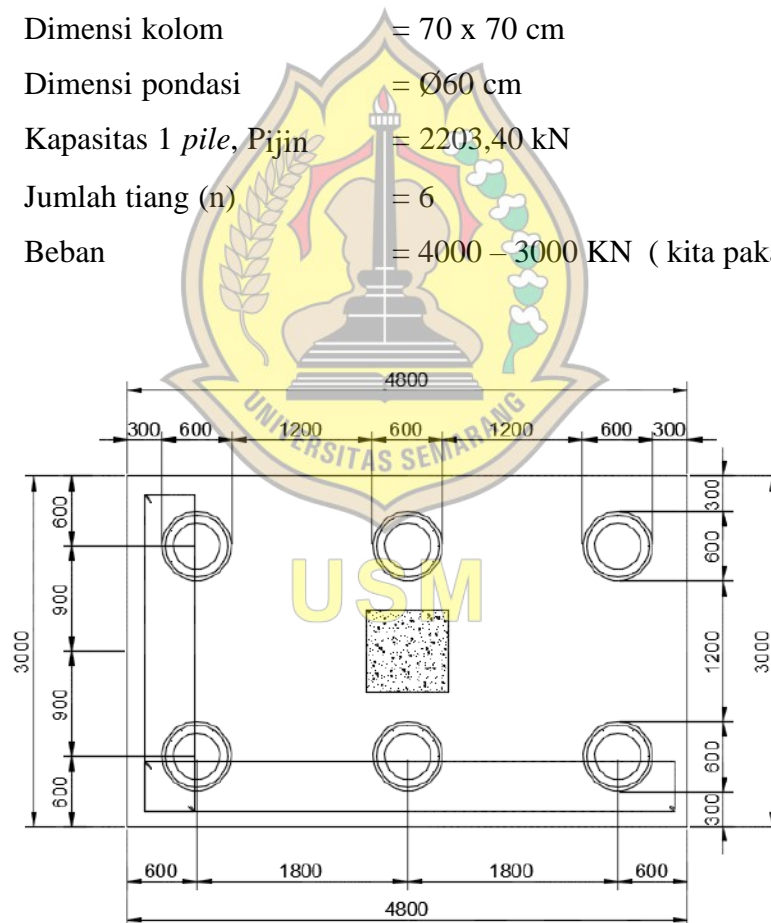 Dimensi kolom = 70 x 70 cm
Dimensi pondasi = Ø60 cm
Kapasitas 1 pile, Pijin = 2203,40 kN
Jumlah tiang (n) = 6
Beban = 4000 – 3000 KN ( kita
4800
300 600 1200 600 1200 600 300
UNIVERSITAS SEMARANG
USM
3000
600
900
900
600
300
600
1200
600
300
3000
600 1800 1800 600
4800